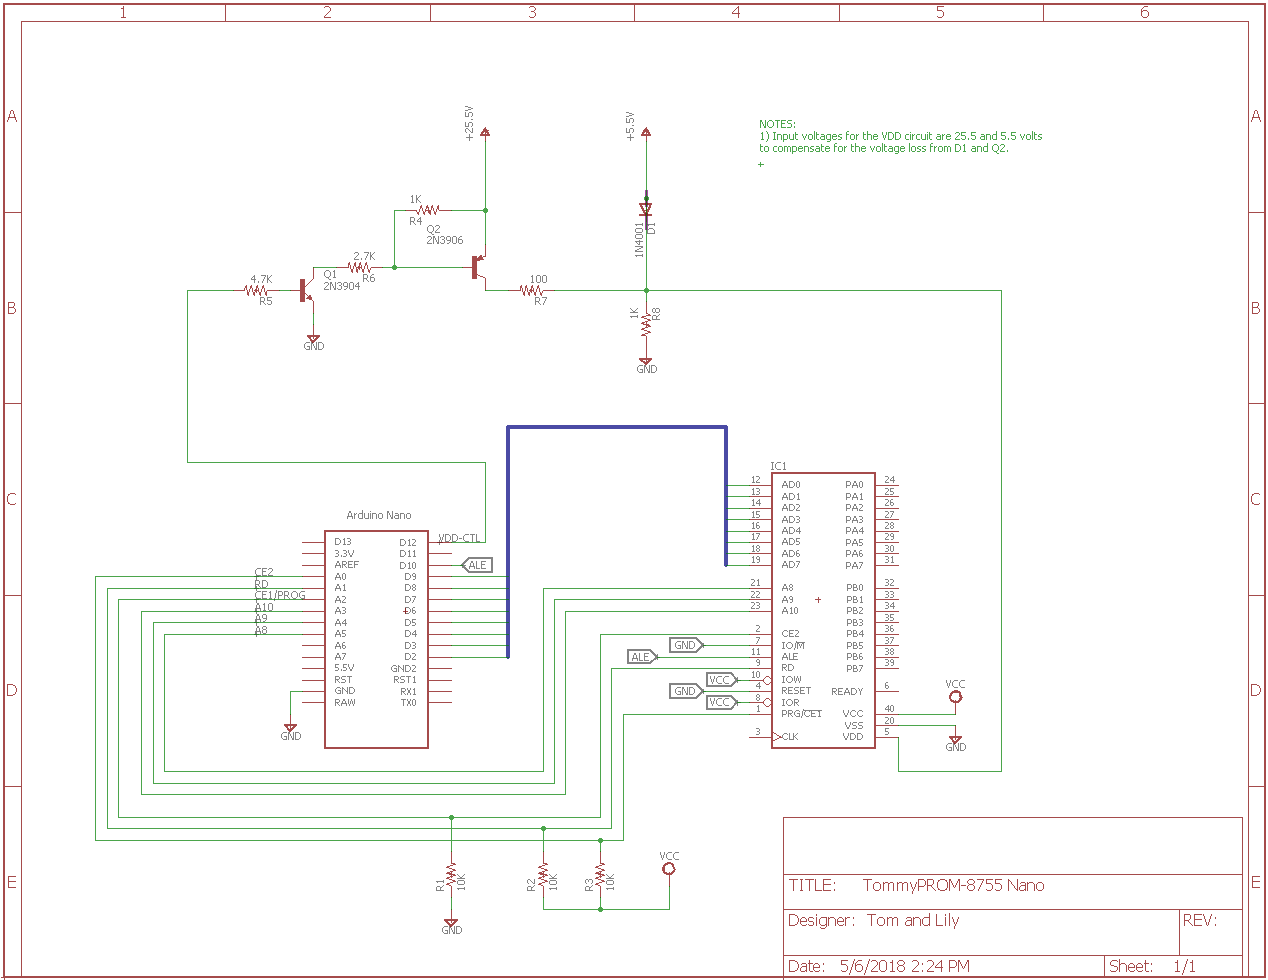 1 2 3 4 5 6
A A
B B
C C
D D
E E
+25.5V
+5.5V
NOTES:
1) Input voltages for the VDD circuit are 25.5 and 5.5 volts
to compensate for the voltage loss from D1 and Q2.
1K
R4
Q2
2N3906
1N4001
D1
4.7K
R5
Q1
2N3904
2.7K
R6
100
R7
1K
R8
GND
GND
Arduino Nano
VDD-CTL
ALE
D13 D12
3.3V D11
AREF D10
CE2 A0 D9
RD A1 D8
CE1/PROG A2 D7
A10 A3 D6
A9 A4 D5
A8 A5 D4
A6 D3
A7 D2
5.5V GND2
RST RST1
GND RX1
RAW TX0
GND
IC1
12 AD0 PA0 24
13 AD1 PA1 25
14 AD2 PA2 26
15 AD3 PA3 27
16 AD4 PA4 28
17 AD5 PA5 29
18 AD6 PA6 30
19 AD7 PA7 31
21 A8 PB0 32
22 A9 PB1 33
23 A10 PB2 34
PB3 35
2 CE2 PB4 36
GND 7 IO/M PB5 37
ALE 11 ALE PB6 38
9 RD PB7 39
VCC 10 IOW
GND 4 RESET READY 6
VCC 8 IOR
1 PRG/CET VCC 40
VSS 20
3 CLK VDD 5
VCC
GND
R1
10K
R2
10K
R3
10K
VCC
GND
TITLE: TommyPROM-8755 Nano
Designer: Tom and Lily
REV:
Date: 5/6/2018 2:24 PM
Sheet: 1/1